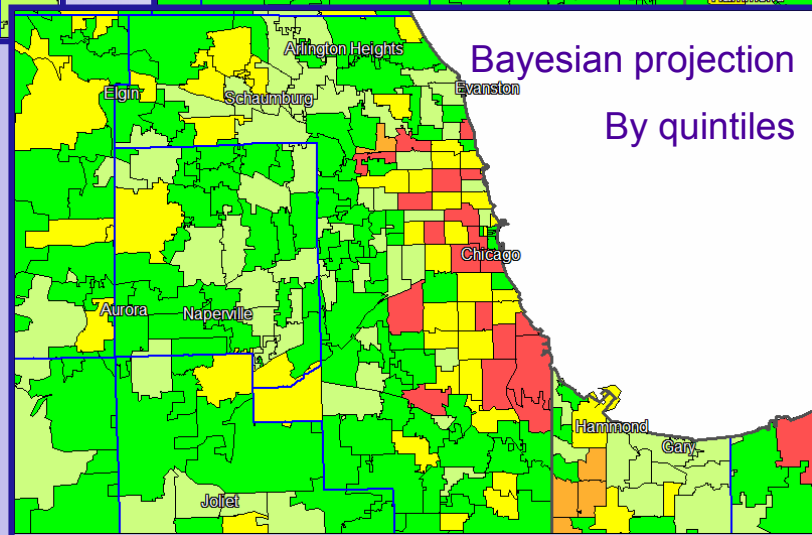 Bayesian projection
By quintiles
Arlington Heights
Elgin
Schaumburg
Evanston
Chicago
Aurora
Naperville
Hammond
Gary
Joliet